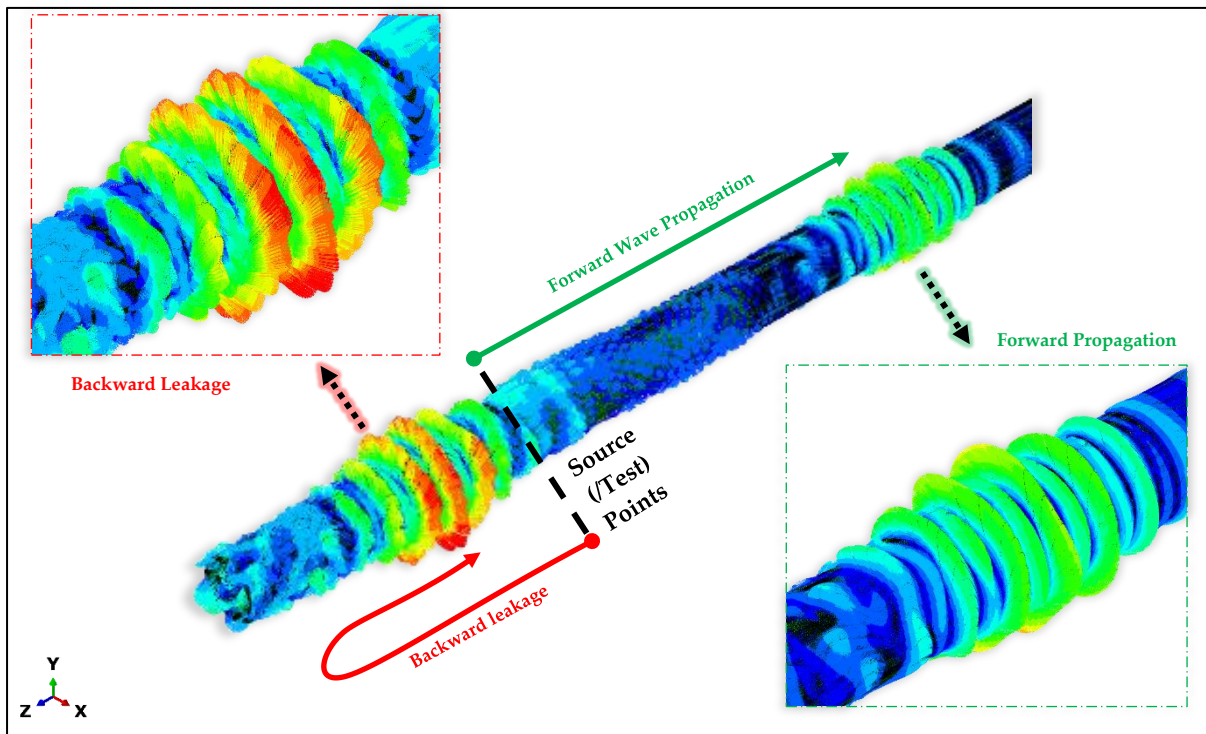 Forward Wave Propagation
Backward Leakage
Forward Propagation
Source
(/Test)
Points
Backward leakage
Y
Z
X